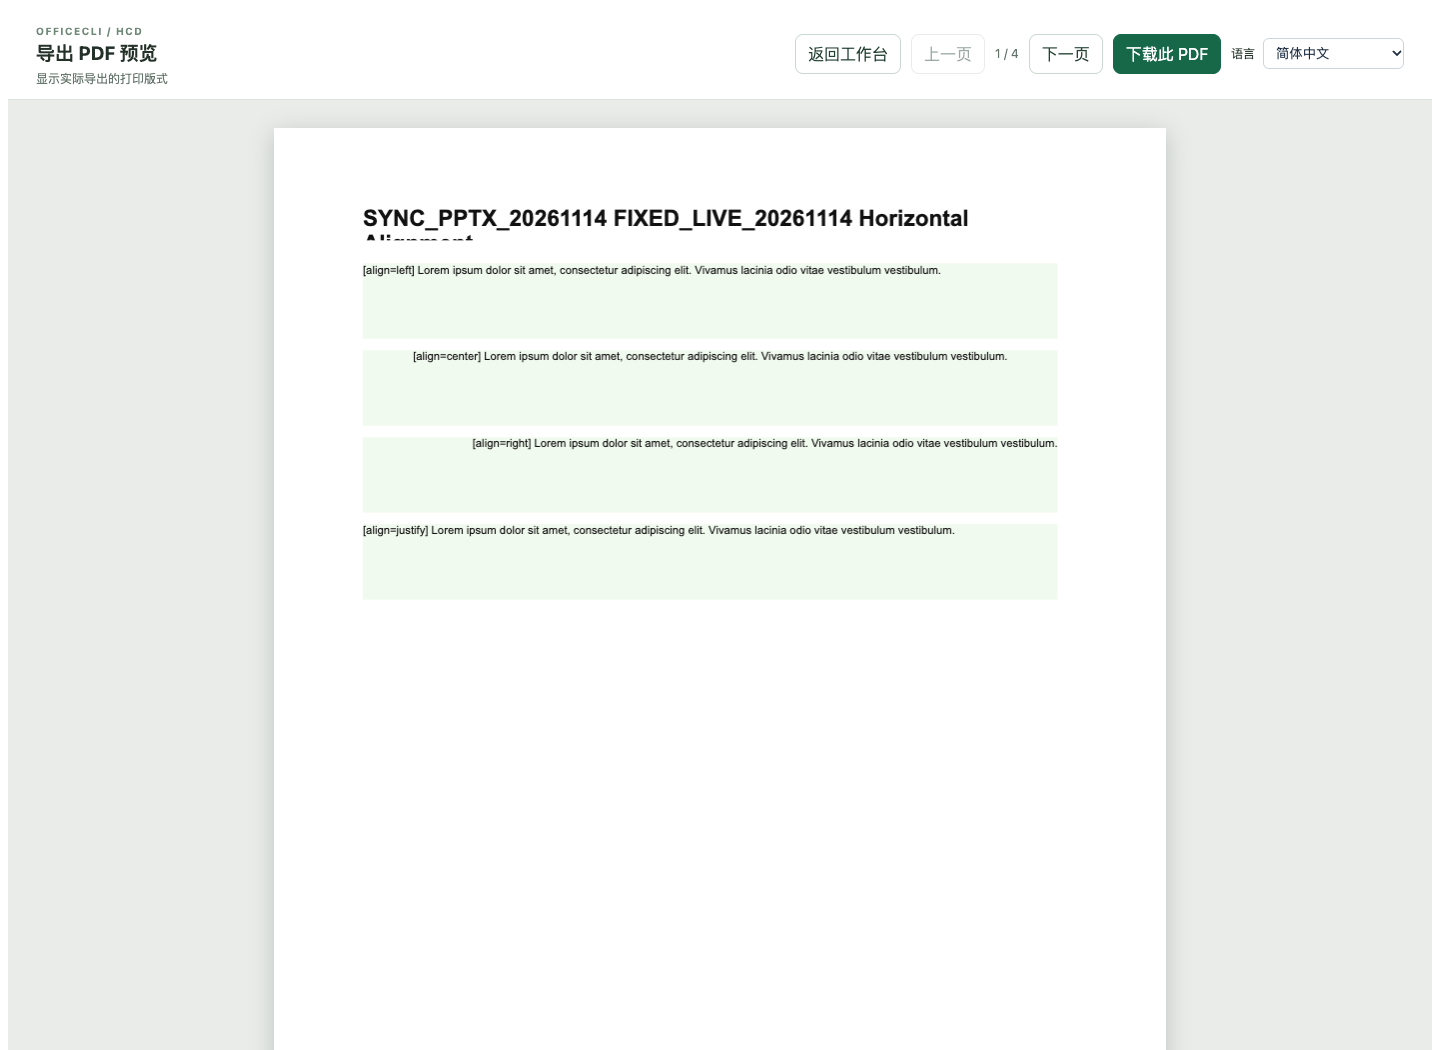 OFFICECLI / HCD
导出 PDF 预览
显示实际导出的打印版式
返回工作台
上一页
1 / 4
下一页
下载此 PDF
语言
简体中文
SYNC_PPTX_20261114 FIXED_LIVE_20261114 Horizontal
Alignment
[align=left] Lorem ipsum dolor sit amet, consectetur adipiscing elit. Vivamus lacinia odio vitae vestibulum vestibulum.
[align=center] Lorem ipsum dolor sit amet, consectetur adipiscing elit. Vivamus lacinia odio vitae vestibulum vestibulum.
[align=right] Lorem ipsum dolor sit amet, consectetur adipiscing elit. Vivamus lacinia odio vitae vestibulum vestibulum.
[align=justify] Lorem ipsum dolor sit amet, consectetur adipiscing elit. Vivamus lacinia odio vitae vestibulum vestibulum.